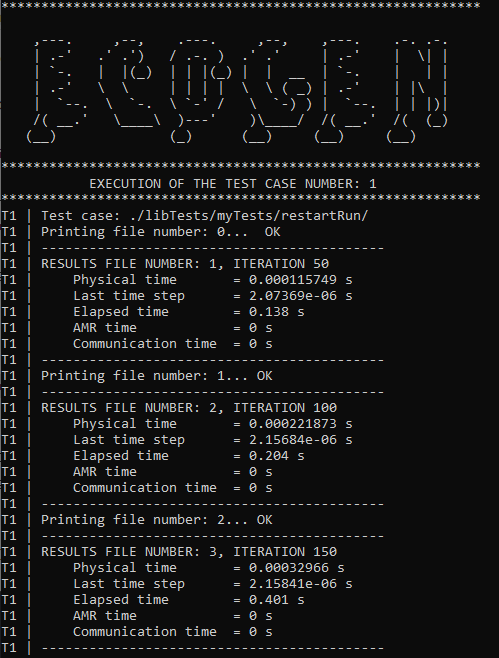 ************************************************************
ECOGEN
************************************************************
EXECUTION OF THE TEST CASE NUMBER: 1
************************************************************
T1 | Test case: ./libTests/myTests/restartRun/
T1 | Printing file number: 0...  OK
T1 | -------------------------------------------
T1 | RESULTS FILE NUMBER: 1, ITERATION 50
T1 |     Physical time       = 0.000115749 s
T1 |     Last time step      = 2.07369e-06 s
T1 |     Elapsed time        = 0.138 s
T1 |     AMR time            = 0 s
T1 |     Communication time  = 0 s
T1 | -------------------------------------------
T1 | Printing file number: 1... OK
T1 | -------------------------------------------
T1 | RESULTS FILE NUMBER: 2, ITERATION 100
T1 |     Physical time       = 0.000221873 s
T1 |     Last time step      = 2.15684e-06 s
T1 |     Elapsed time        = 0.204 s
T1 |     AMR time            = 0 s
T1 |     Communication time  = 0 s
T1 | -------------------------------------------
T1 | Printing file number: 2... OK
T1 | -------------------------------------------
T1 | RESULTS FILE NUMBER: 3, ITERATION 150
T1 |     Physical time       = 0.00032966 s
T1 |     Last time step      = 2.15841e-06 s
T1 |     Elapsed time        = 0.401 s
T1 |     AMR time            = 0 s
T1 |     Communication time  = 0 s
T1 | -------------------------------------------